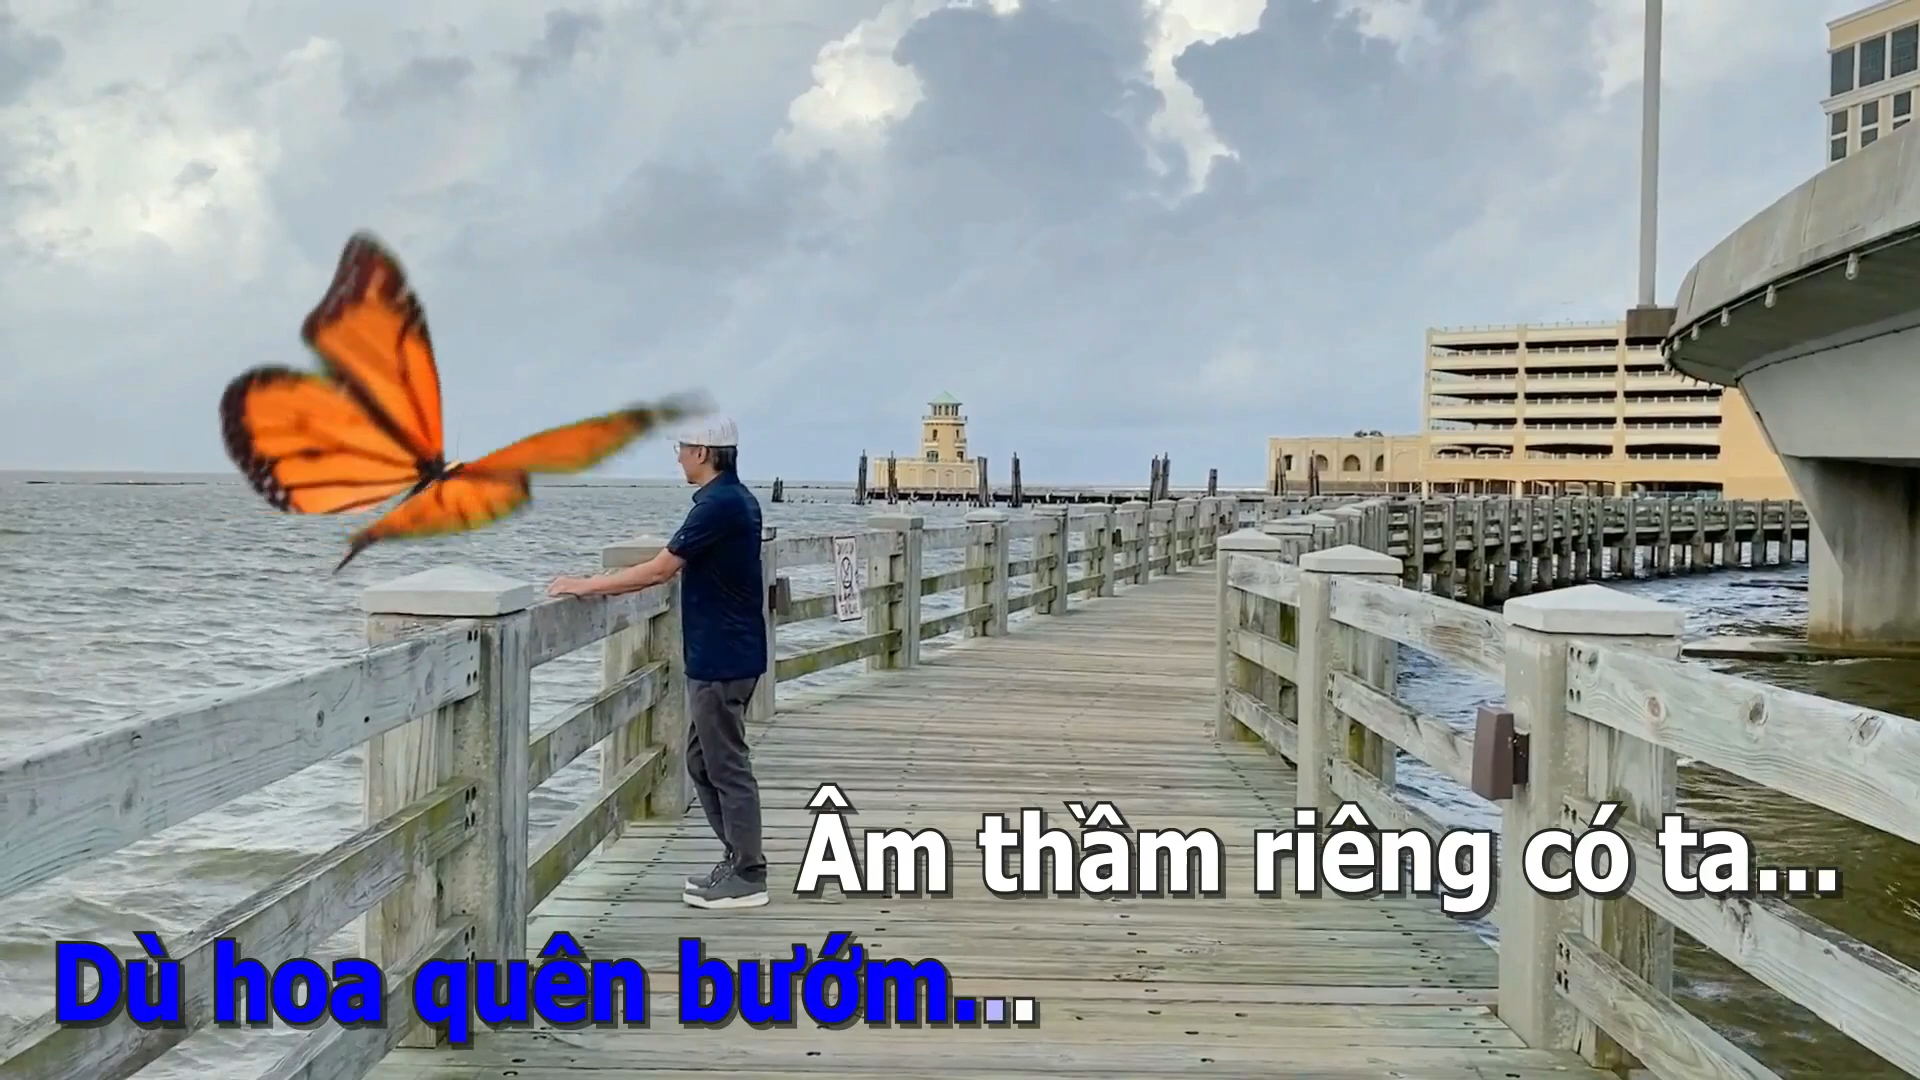 Âm thầm riêng có ta...
Dù hoa quên bướm...